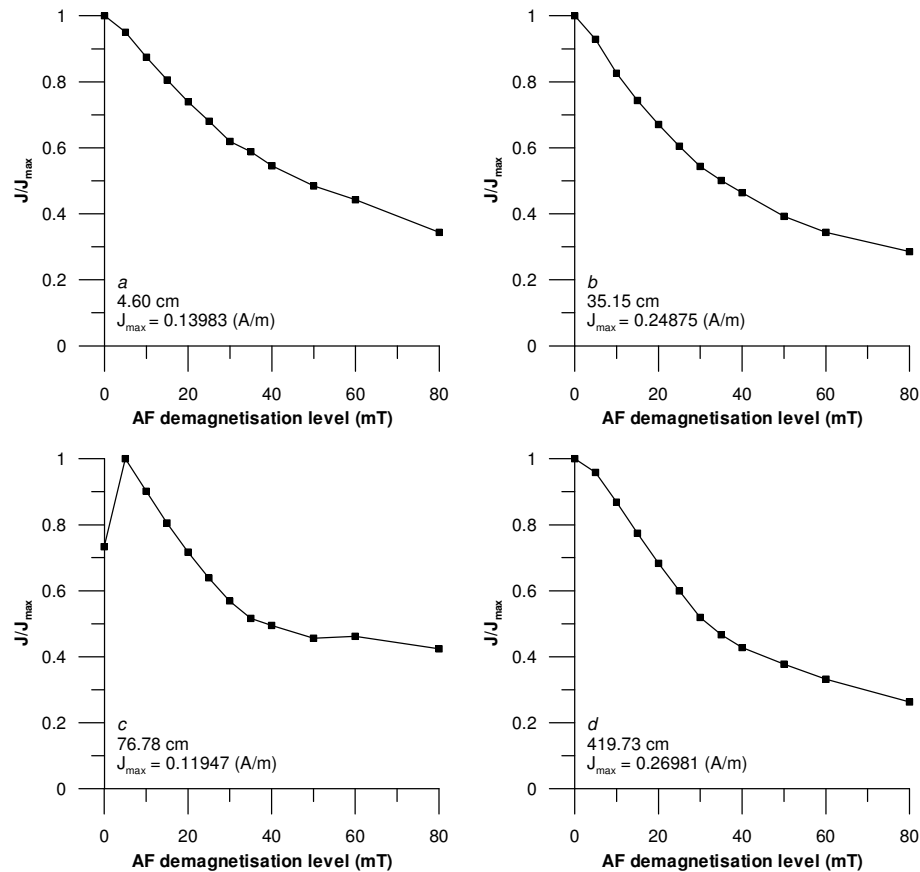 1
0.8
0.6
0.4
0.2
0
J/Jmax
a
4.60 cm
Jmax = 0.13983 (A/m)
0 20 40 60 80
AF demagnetisation level (mT)
1
0.8
0.6
0.4
0.2
0
J/Jmax
b
35.15 cm
Jmax = 0.24875 (A/m)
0 20 40 60 80
AF demagnetisation level (mT)
1
0.8
0.6
0.4
0.2
0
J/Jmax
c
76.78 cm
Jmax = 0.11947 (A/m)
0 20 40 60 80
AF demagnetisation level (mT)
1
0.8
0.6
0.4
0.2
0
J/Jmax
d
419.73 cm
Jmax = 0.26981 (A/m)
0 20 40 60 80
AF demagnetisation level (mT)